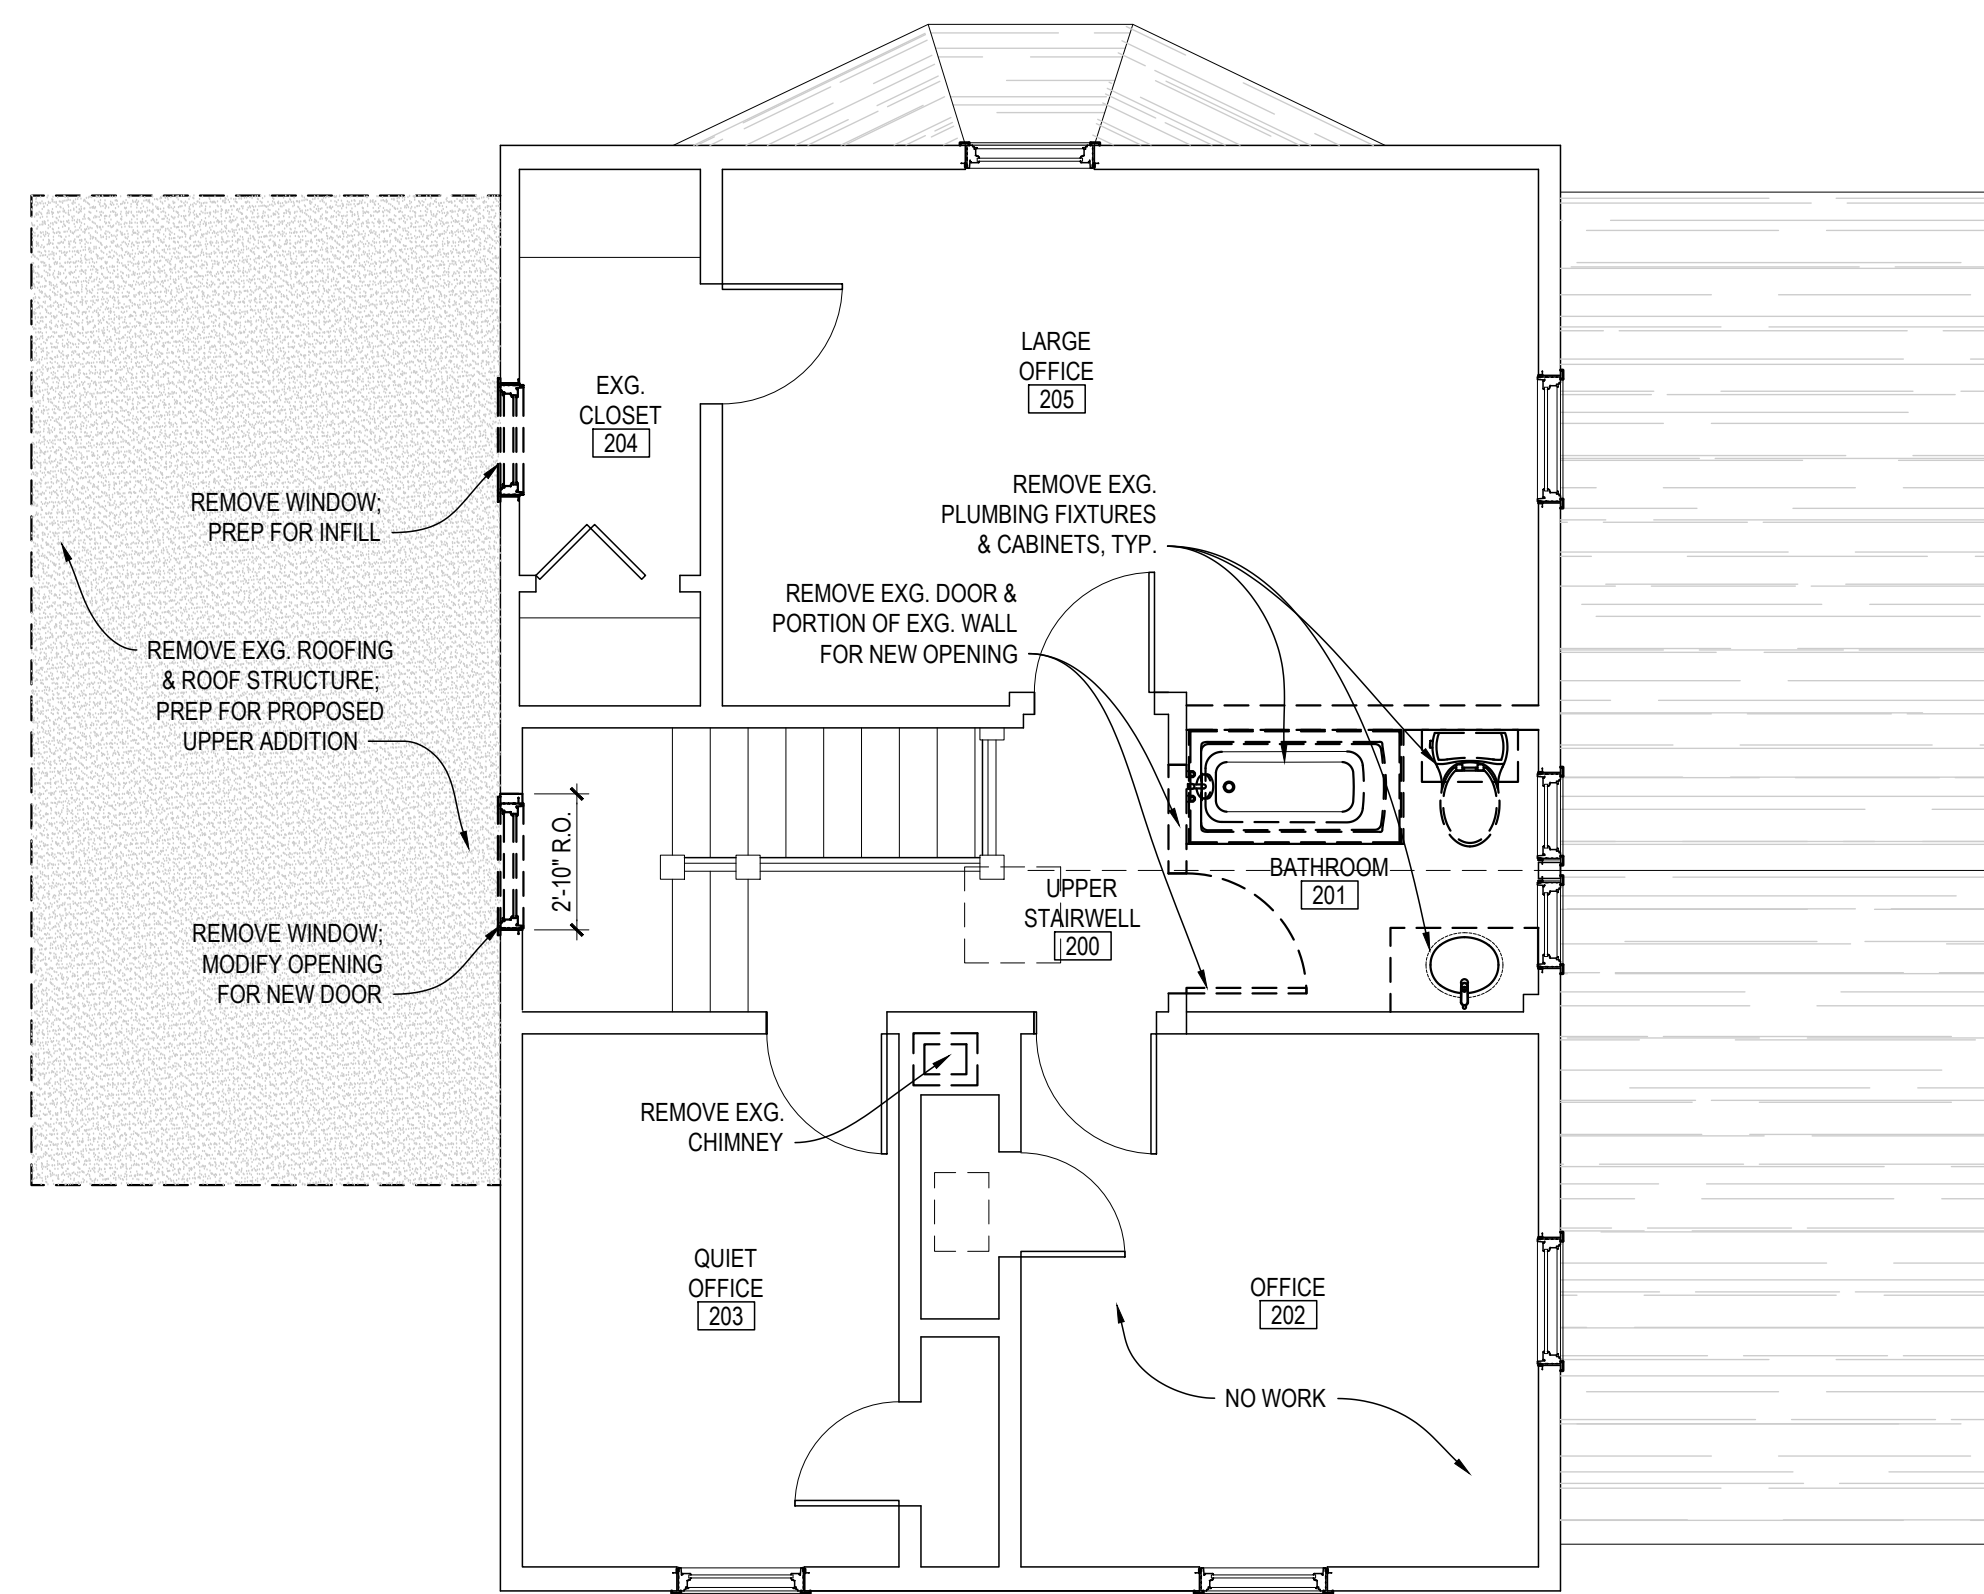 LARGE
OFFICE
205
EXG.
CLOSET
204
REMOVE WINDOW;
PREP FOR INFILL
REMOVE EXG.
PLUMBING FIXTURES
& CABINETS, TYP.
REMOVE EXG. DOOR &
PORTION OF EXG. WALL
FOR NEW OPENING
REMOVE EXG. ROOFING
& ROOF STRUCTURE;
PREP FOR PROPOSED
UPPER ADDITION
2'-10" R.O.
BATHROOM
201
UPPER
STAIRWELL
200
REMOVE WINDOW;
MODIFY OPENING
FOR NEW DOOR
REMOVE EXG.
CHIMNEY
QUIET
OFFICE
203
OFFICE
202
NO WORK